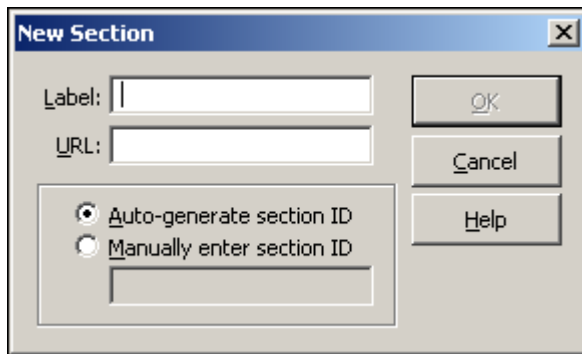 New Section
Label:
URL:
Auto-generate section ID
Manually enter section ID
OK
Cancel
Help